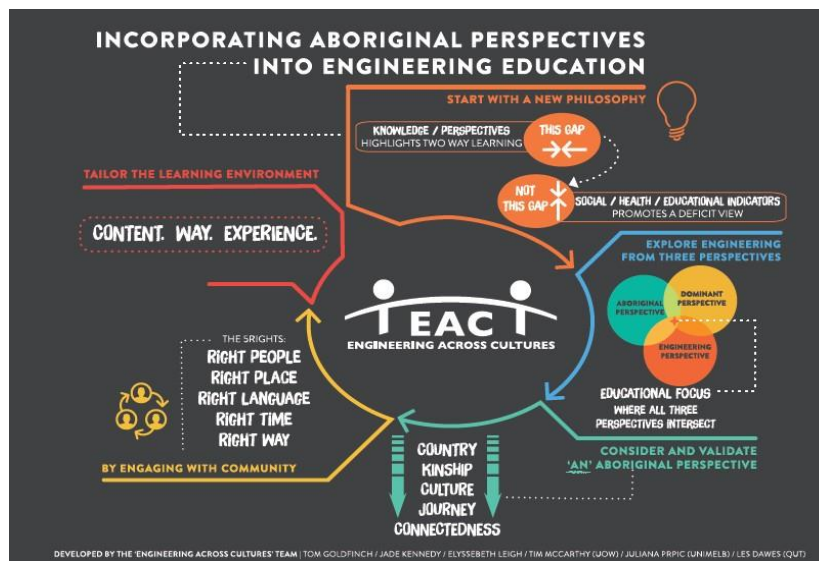 INCORPORATING ABORIGINAL PERSPECTIVES
INTO ENGINEERING EDUCATION
START WITH A NEW PHILOSOPHY
KNOWLEDGE / PERSPECTIVES
HIGHLIGHTS TWO WAY LEARNING
THIS GAP
NOT
THIS GAP
SOCIAL / HEALTH / EDUCATIONAL INDICATORS
PROMOTES A DEFICIT VIEW
EXPLORE ENGINEERING
FROM THREE PERSPECTIVES
ABORIGINAL
PERSPECTIVE
DOMINANT
PERSPECTIVE
ENGINEERING
PERSPECTIVE
EDUCATIONAL FOCUS
WHERE ALL THREE
PERSPECTIVES INTERSECT
CONSIDER AND VALIDATE
'AN' ABORIGINAL PERSPECTIVE
COUNTRY
KINSHIP
CULTURE
JOURNEY
CONNECTEDNESS
BY ENGAGING WITH COMMUNITY
THE 5RIGHTS:
RIGHT PEOPLE
RIGHT PLACE
RIGHT LANGUAGE
RIGHT TIME
RIGHT WAY
TAILOR THE LEARNING ENVIRONMENT
CONTENT. WAY. EXPERIENCE.
EAC
ENGINEERING ACROSS CULTURES
DEVELOPED BY THE 'ENGINEERING ACROSS CULTURES' TEAM | TOM GOLDFINCH / JADE KENNEDY / ELYSSEBETH LEIGH / TIM MCCARTHY (UOW) / JULIANA PRPIC (UNIMELB) / LES DAWES (QUT)